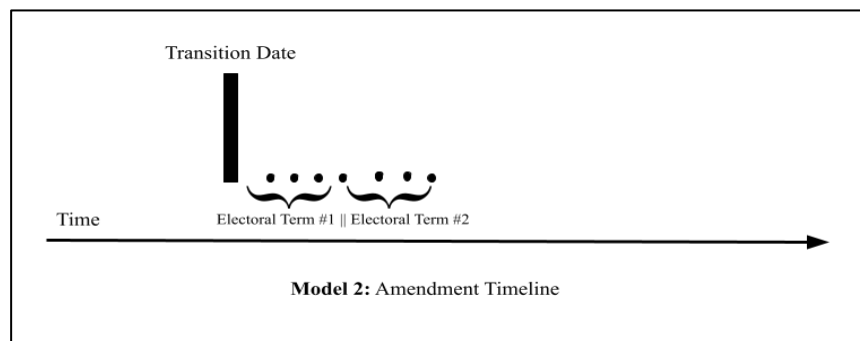 Transition Date
Electoral Term #1 || Electoral Term #2
Time
Model 2: Amendment Timeline